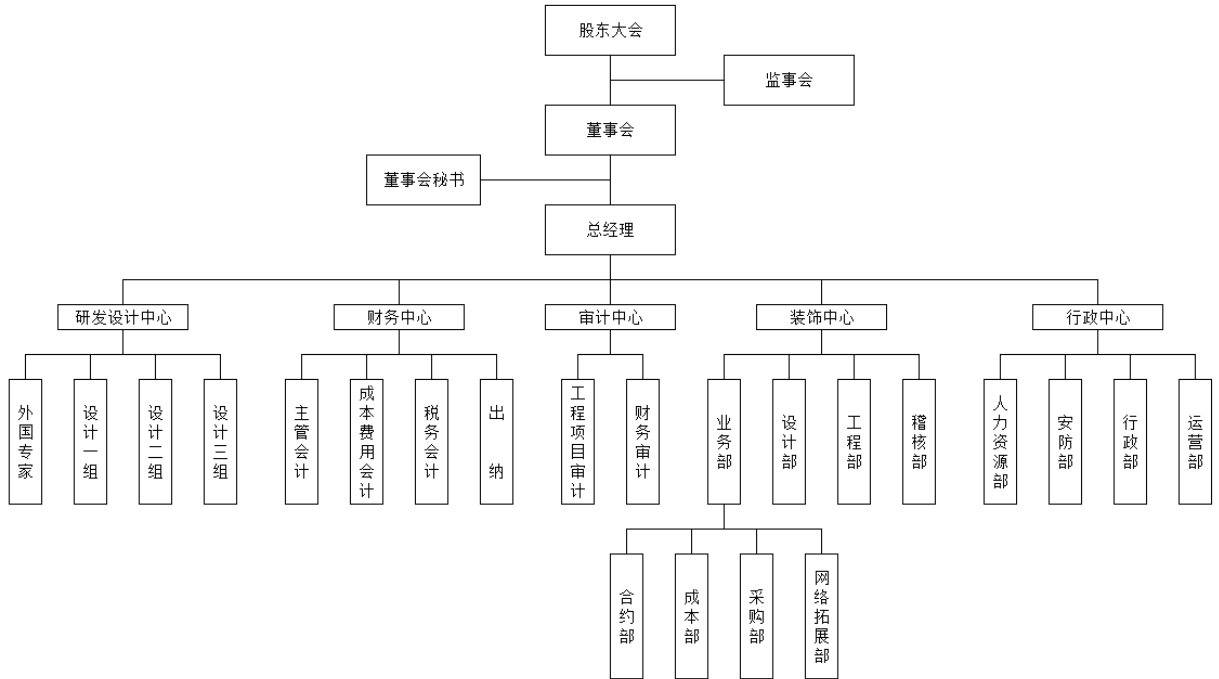 股东大会
监事会
董事会
董事会秘书
总经理
研发设计中心
财务中心
审计中心
装饰中心
行政中心
外国专家
设计一组
设计二组
设计三组
主管会计
成本费用会计
税务会计
出纳
工程项目审计
财务审计
业务部
设计部
工程部
稽核部
人力资源部
安防部
行政部
运营部
合约部
成本部
采购部
网络拓展部